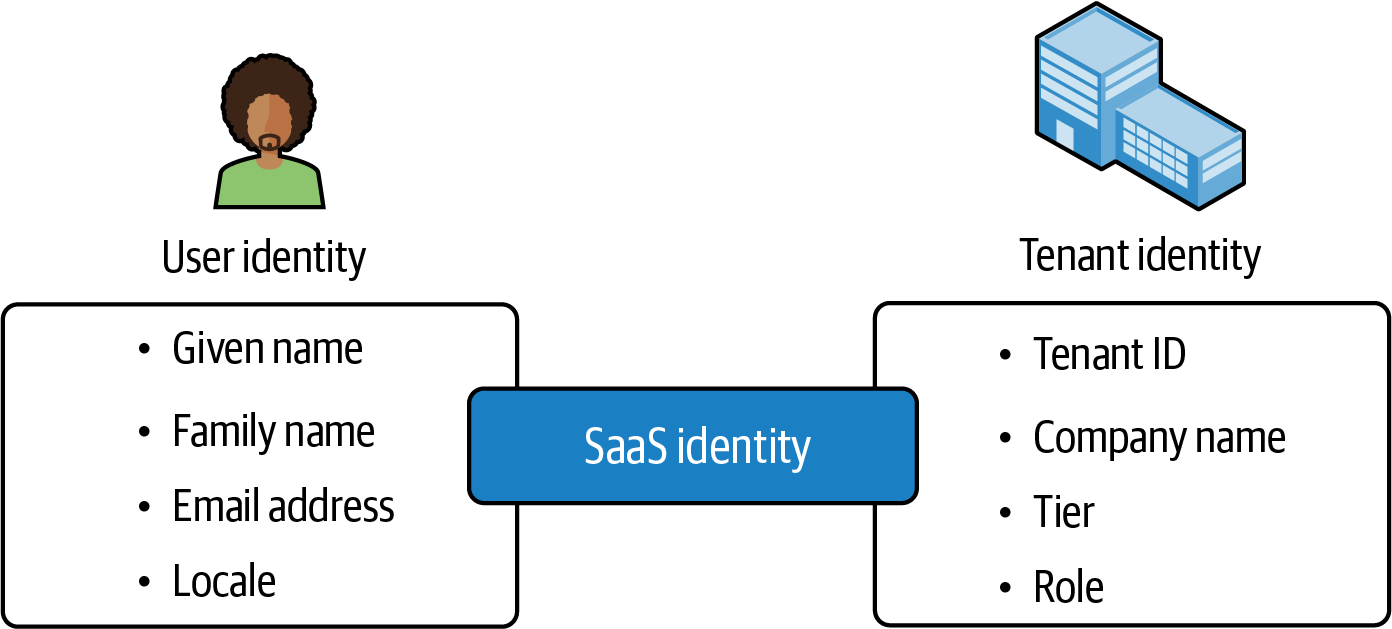 User identity
Given name
Family name
Email address
Locale
SaaS identity
Tenant identity
Tenant ID
Company name
Tier
Role